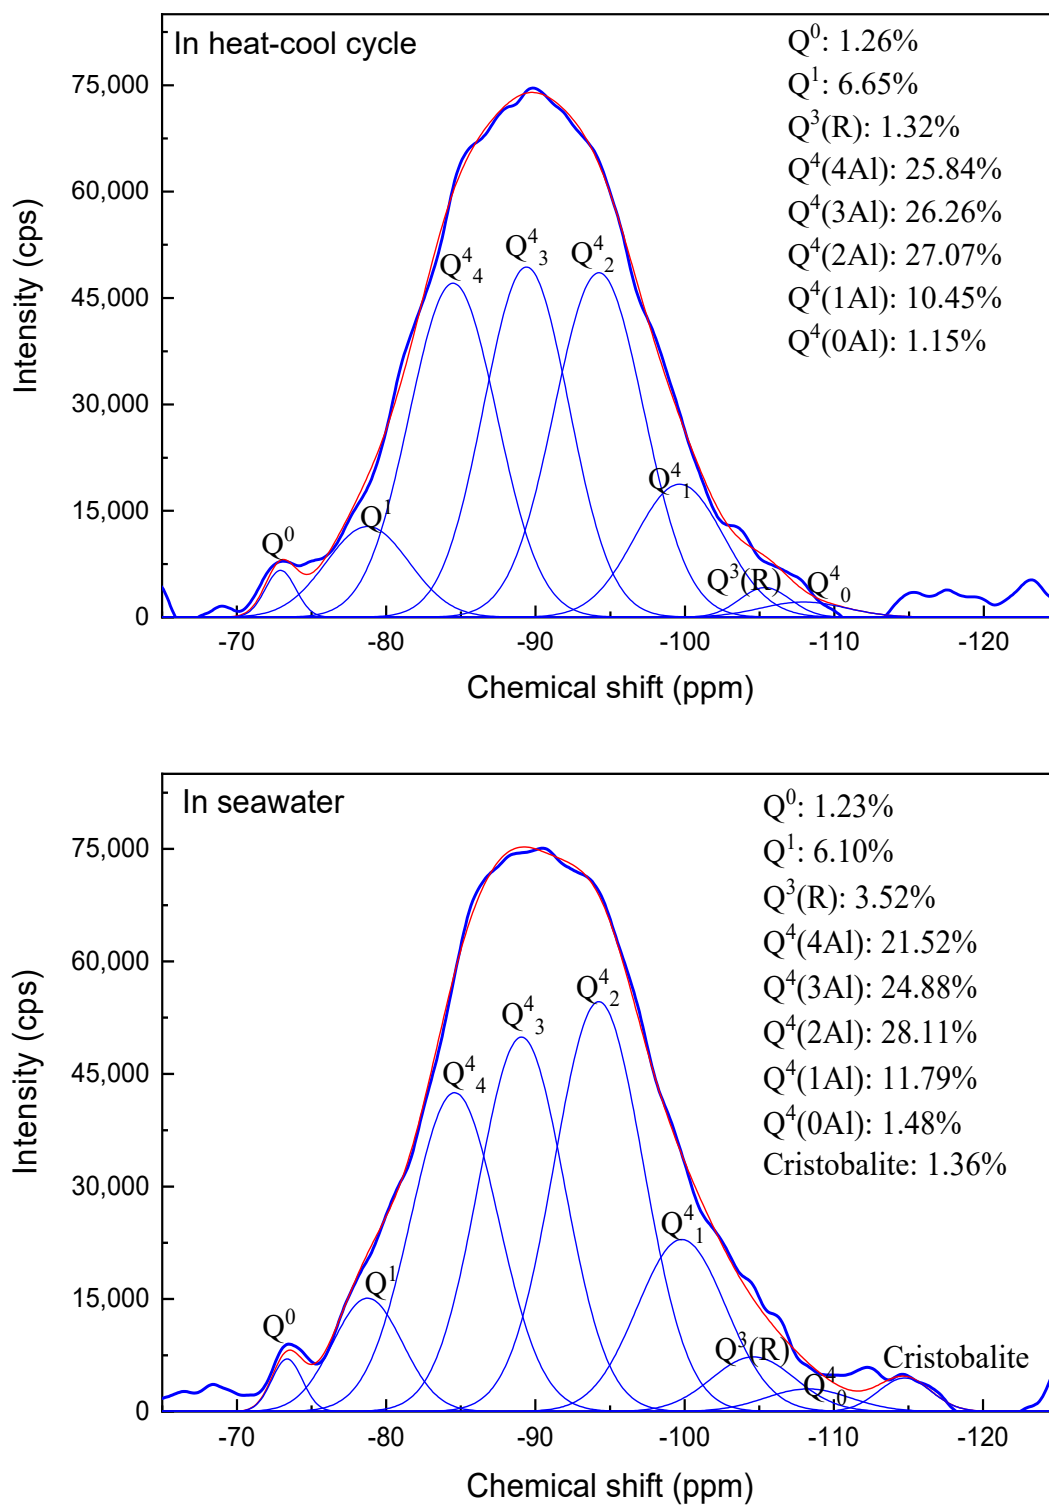 In heat-cool cycle
Q⁰: 1.26%
Q¹: 6.65%
Q³(R): 1.32%
Q⁴(4Al): 25.84%
Q⁴(3Al): 26.26%
Q⁴(2Al): 27.07%
Q⁴(1Al): 10.45%
Q⁴(0Al): 1.15%
Intensity (cps)
75,000
60,000
45,000
30,000
15,000
0
Q⁰
Q¹
Q⁴₄
Q⁴₃
Q⁴₂
Q⁴₁
Q³(R)
Q⁴₀
-70 -80 -90 -100 -110 -120
Chemical shift (ppm)
In seawater
Q⁰: 1.23%
Q¹: 6.10%
Q³(R): 3.52%
Q⁴(4Al): 21.52%
Q⁴(3Al): 24.88%
Q⁴(2Al): 28.11%
Q⁴(1Al): 11.79%
Q⁴(0Al): 1.48%
Cristobalite: 1.36%
Intensity (cps)
75,000
60,000
45,000
30,000
15,000
0
Q⁰
Q¹
Q⁴₄
Q⁴₃
Q⁴₂
Q⁴₁
Q³(R)
Q⁴₀
Cristobalite
-70 -80 -90 -100 -110 -120
Chemical shift (ppm)